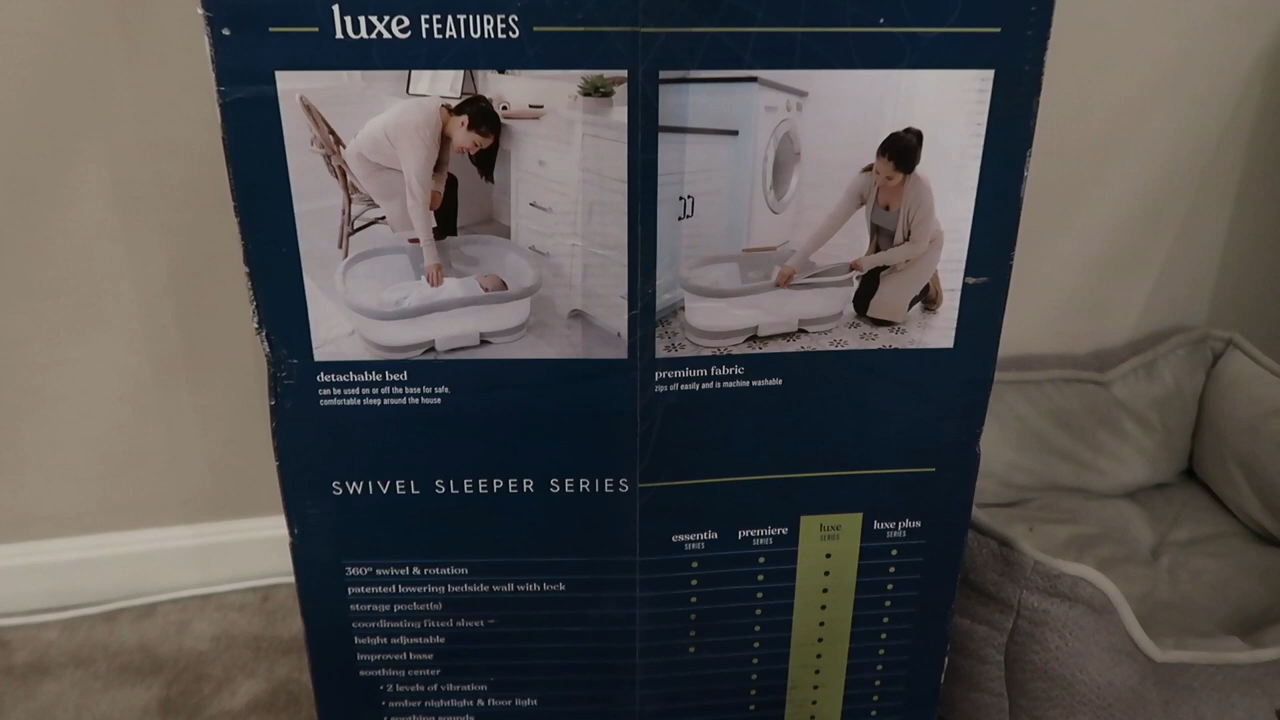 luxe FEATURES
detachable bed
can be used on or off the base for safe,
comfortable sleep around the house
premium fabric
zips off easily and is machine washable
SWIVEL SLEEPER SERIES
essentia SERIES
premiere SERIES
luxe SERIES
luxe plus SERIES
360º swivel & rotation
patented lowering bedside wall with lock
storage pocket(s)
coordinating fitted sheet
height adjustable
improved base
soothing center
• 2 levels of vibration
• amber nightlight & floor light
• soothing sounds